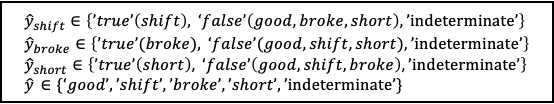 ŷ_shift ∈ {'true'(shift), 'false'(good, broke, short), 'indeterminate'}
ŷ_broke ∈ {'true'(broke), 'false'(good, shift, short), 'indeterminate'}
ŷ_short ∈ {'true'(short), 'false'(good, shift, broke), 'indeterminate'}
ŷ ∈ {'good', 'shift', 'broke', 'short', 'indeterminate'}